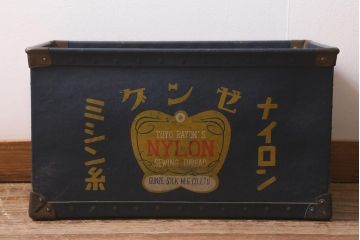 グンゼ
ナイロン
ミシン糸
TOYO RAYON'S
NYLON
SEWING THREAD
GUNZE SILK MFG.CO.,LTD.